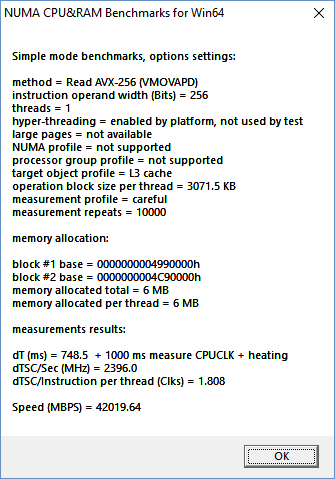 NUMA CPU&RAM Benchmarks for Win64
Simple mode benchmarks, options settings:
method = Read AVX-256 (VMOVAPD)
instruction operand width (Bits) = 256
threads = 1
hyper-threading = enabled by platform, not used by test
large pages = not available
NUMA profile = not supported
processor group profile = not supported
target object profile = L3 cache
operation block size per thread = 3071.5 KB
measurement profile = careful
measurement repeats = 10000
memory allocation:
block #1 base = 0000000004990000h
block #2 base = 0000000004C90000h
memory allocated total = 6 MB
memory allocated per thread = 6 MB
measurements results:
dT (ms) = 748.5  + 1000 ms measure CPUCLK + heating
dTSC/Sec (MHz) = 2396.0
dTSC/Instruction per thread (Clks) = 1.808
Speed (MBPS) = 42019.64
OK